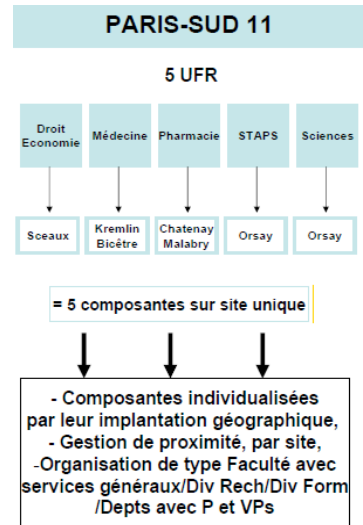 PARIS-SUD 11
5 UFR
Droit
Economie
Médecine
Pharmacie
STAPS
Sciences
Sceaux
Kremlin
Bicêtre
Chatenay
Malabry
Orsay
Orsay
= 5 composantes sur site unique
- Composantes individualisées
par leur implantation géographique,
- Gestion de proximité, par site,
-Organisation de type Faculté avec
services généraux/Div Rech/Div Form
/Depts avec P et VPs